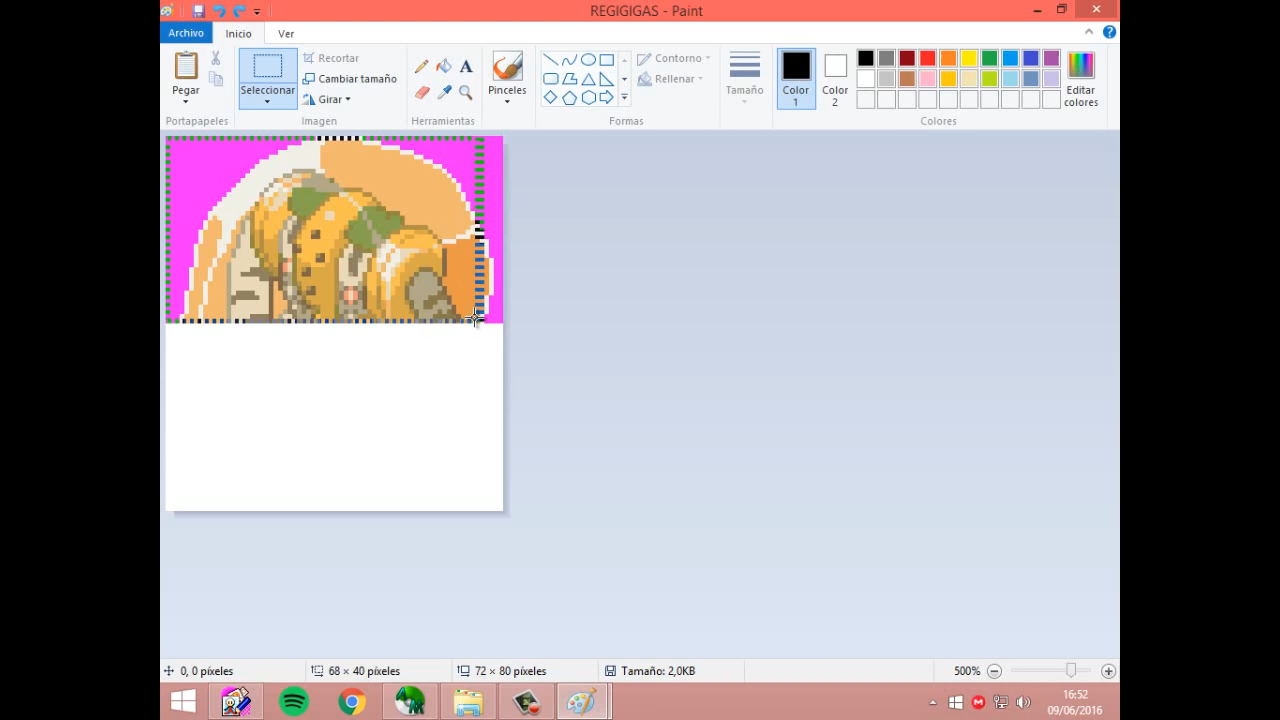 REGIGIGAS - Paint
Archivo Inicio Ver
Pegar
Portapapeles
Seleccionar
Recortar
Cambiar tamaño
Girar
Imagen
A
Herramientas
Pinceles
Contorno
Rellenar
Formas
Tamaño
Color 1
Color 2
Editar colores
Colores
0, 0 píxeles 68 × 40 píxeles 72 × 80 píxeles Tamaño: 2,0KB 500%
16:52
09/06/2016